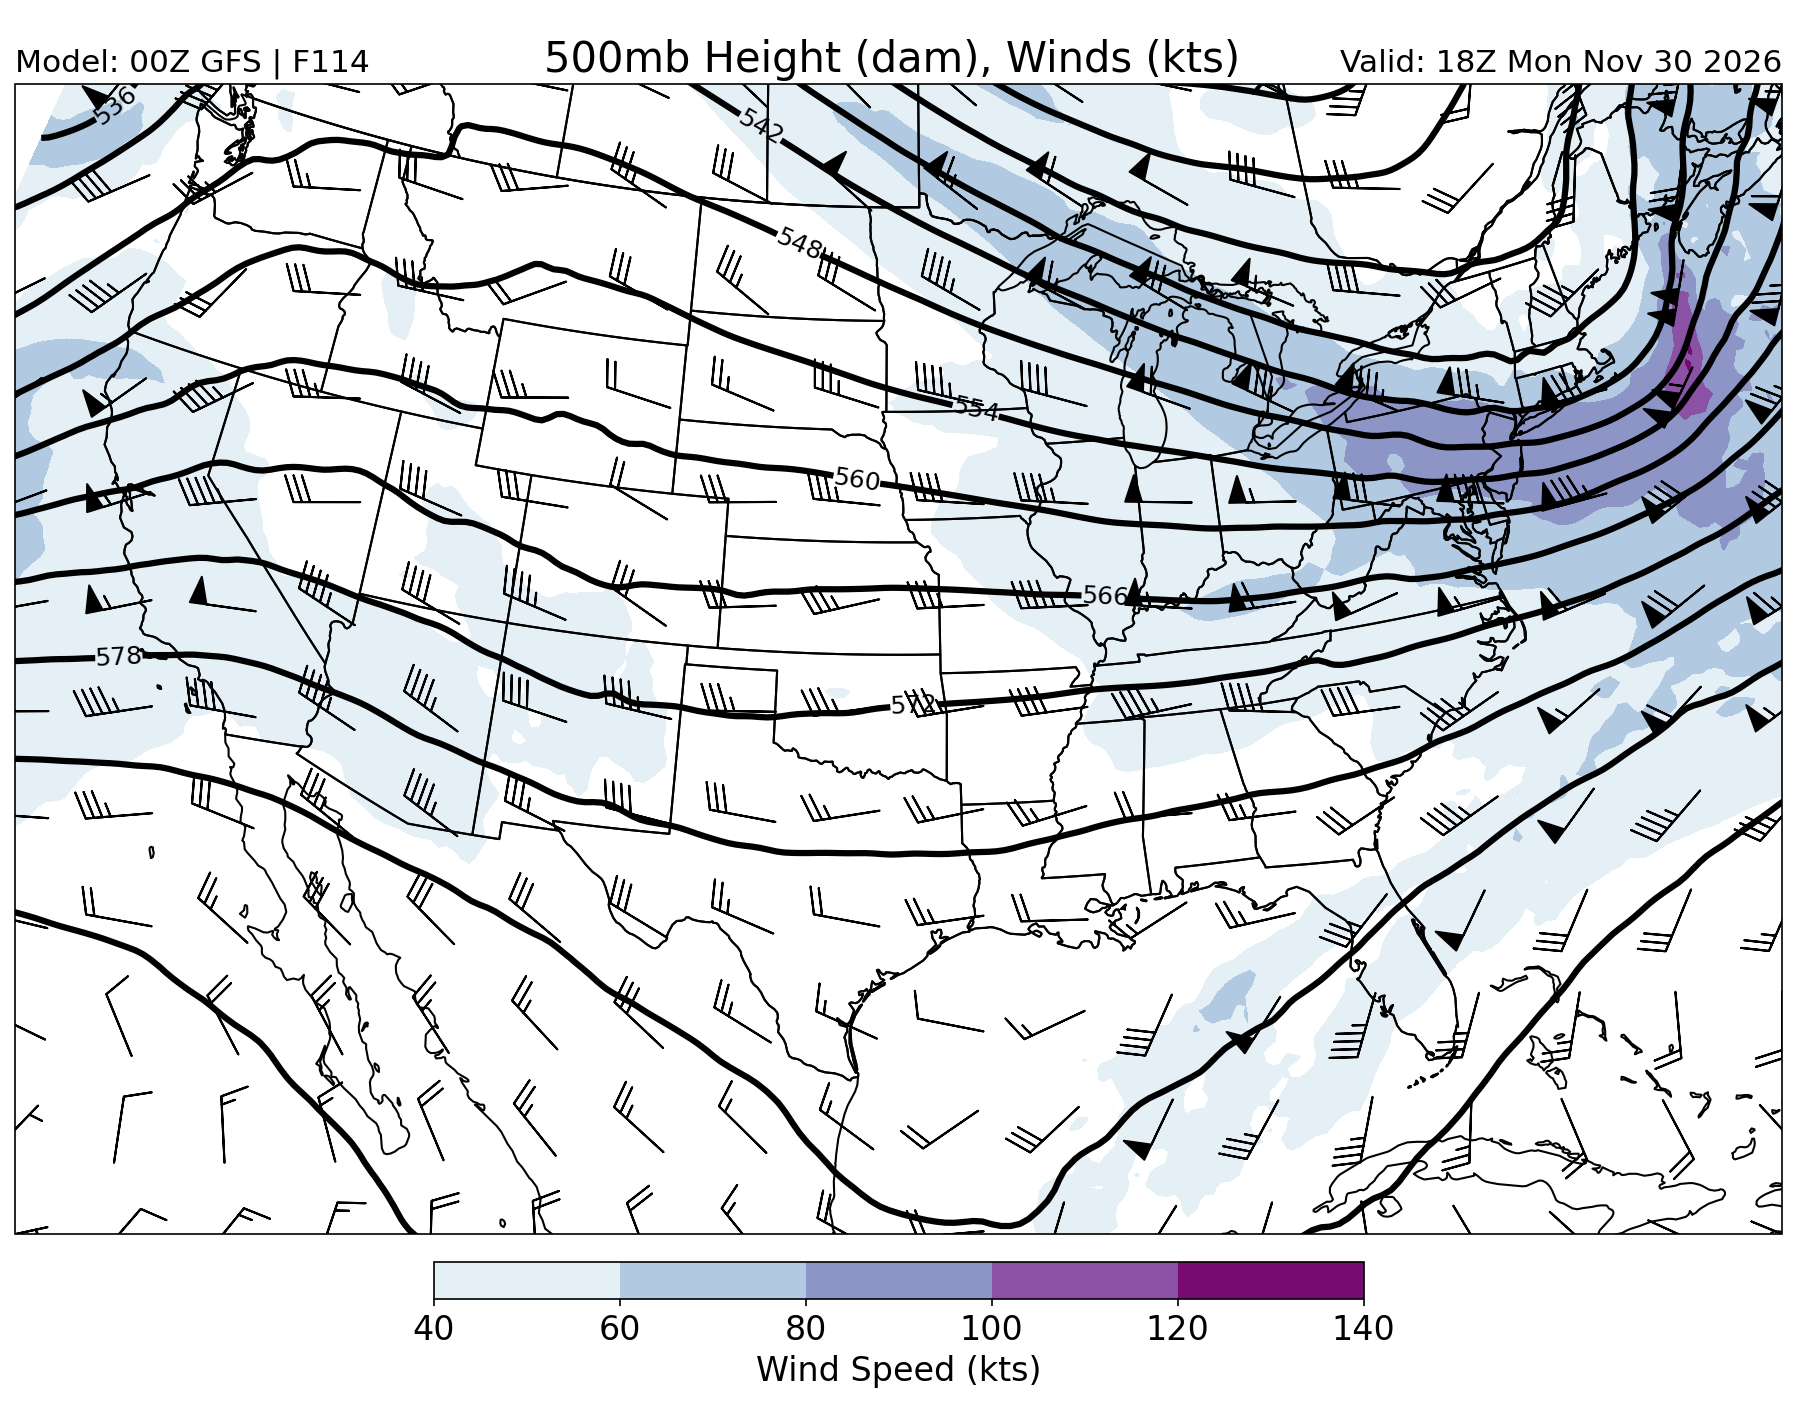 Model: 00Z GFS | F114
500mb Height (dam), Winds (kts)
Valid: 18Z Mon Nov 30 2026
536
542
548
554
560
566
578
572
40 60 80 100 120 140
Wind Speed (kts)